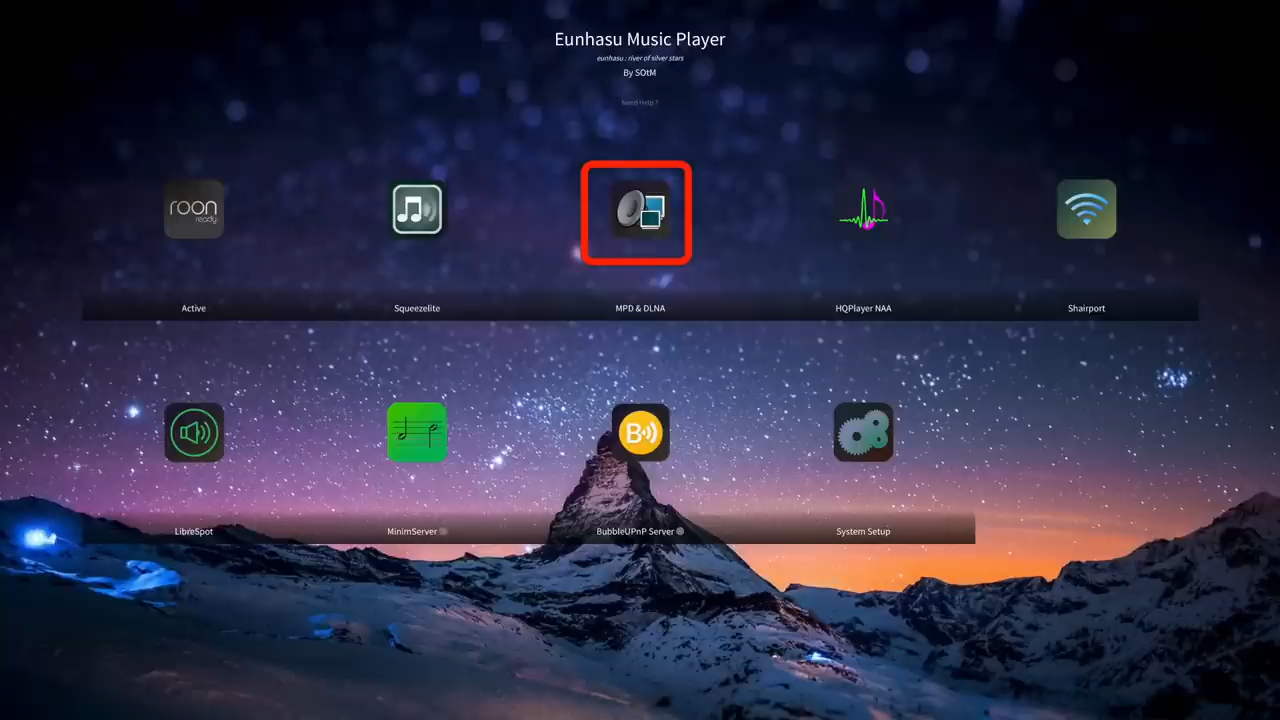 Eunhasu Music Player
eunhasu : river of silver stars
By SOtM
Need Help ?
roon
ready
Active
Squeezelite
MPD & DLNA
HQPlayer NAA
Shairport
B
LibreSpot
MinimServer
BubbleUPnP Server
System Setup